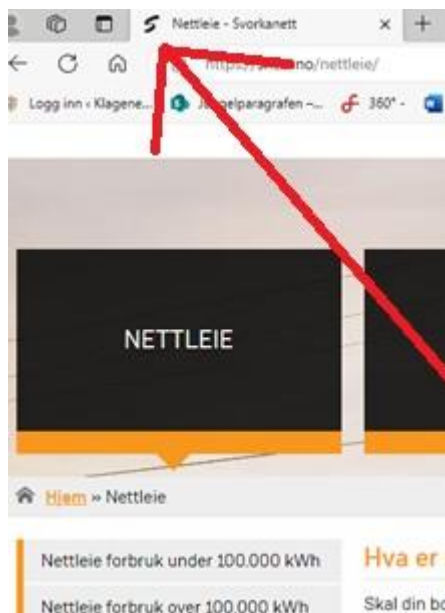 Nettleie - Svorkanett
no/nettleie/
Logg inn ‹ Klagene... Jungelparagrafen -... 360° -
NETTLEIE
Hjem » Nettleie
Nettleie forbruk under 100.000 kWh
Nettleie forbruk over 100.000 kWh
Hva er
Skal din bo